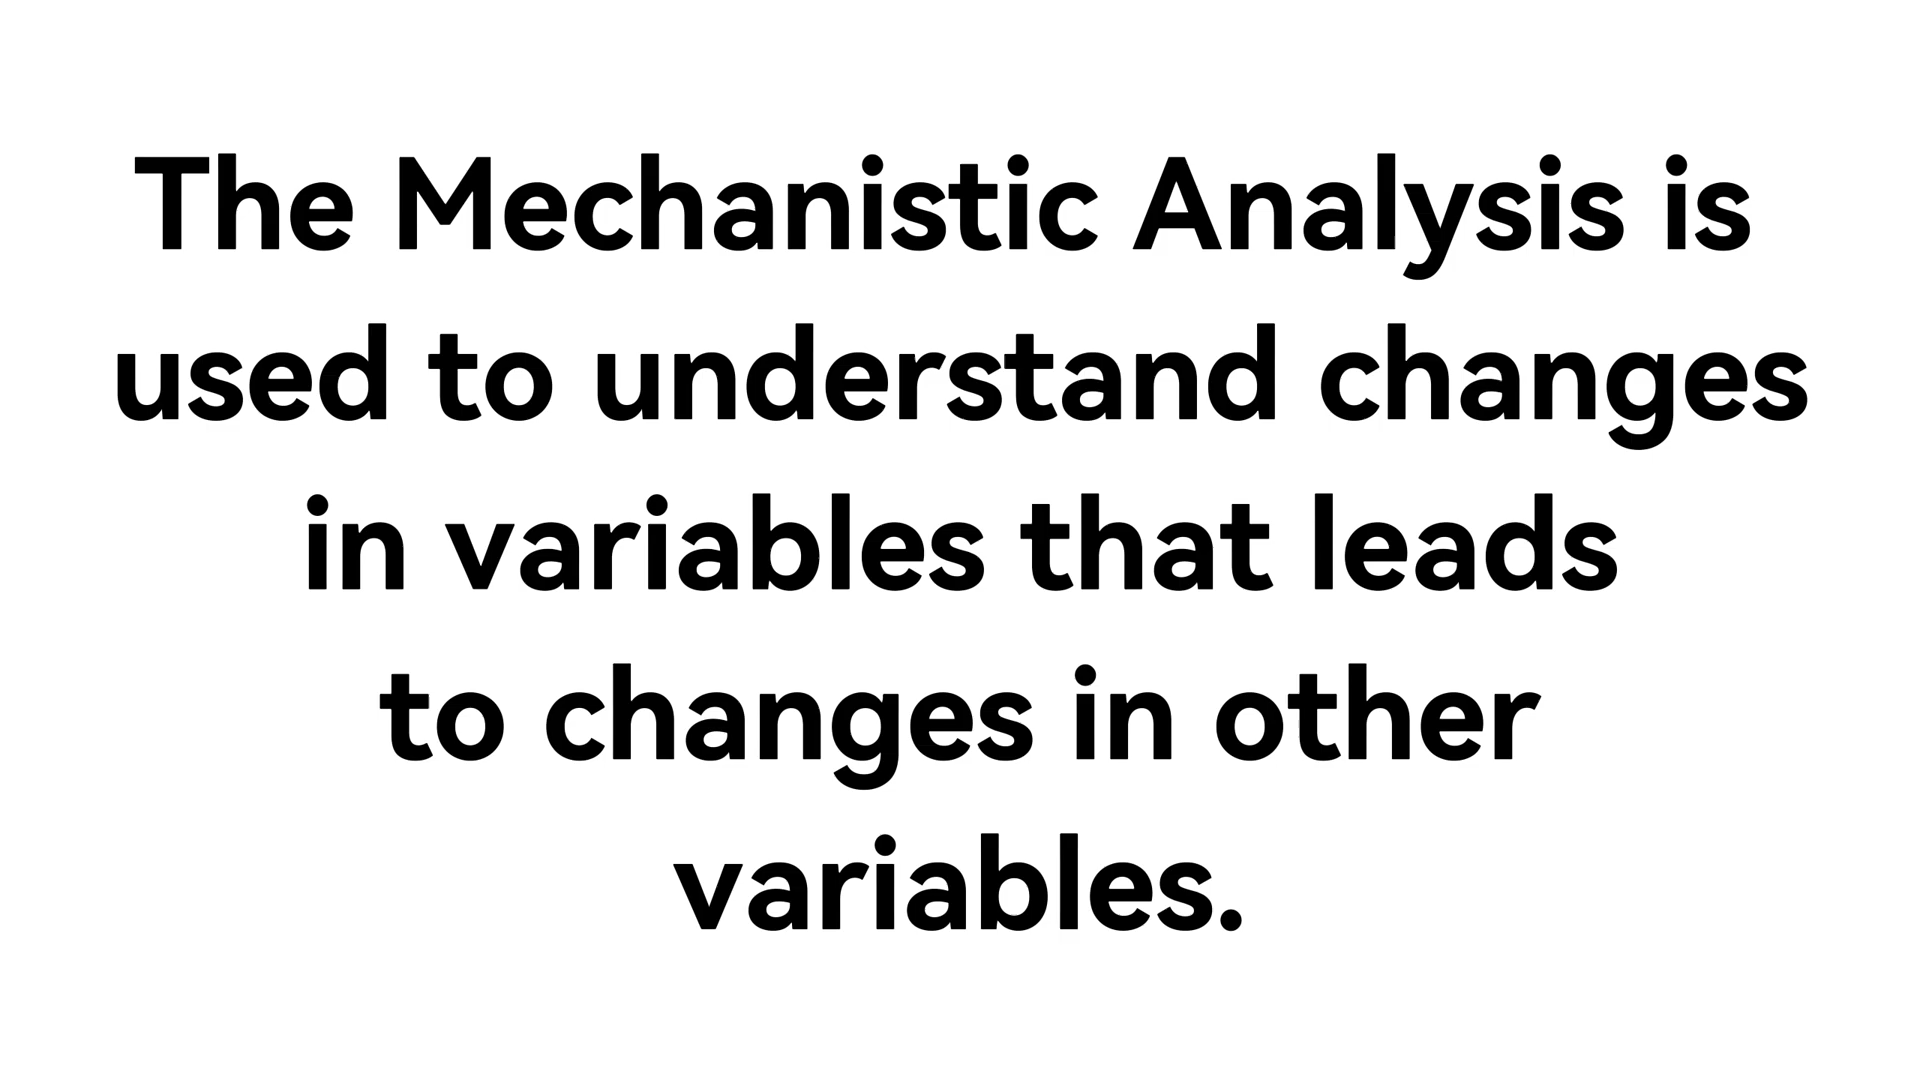 The Mechanistic Analysis is
used to understand changes
in variables that leads
to changes in other
variables.